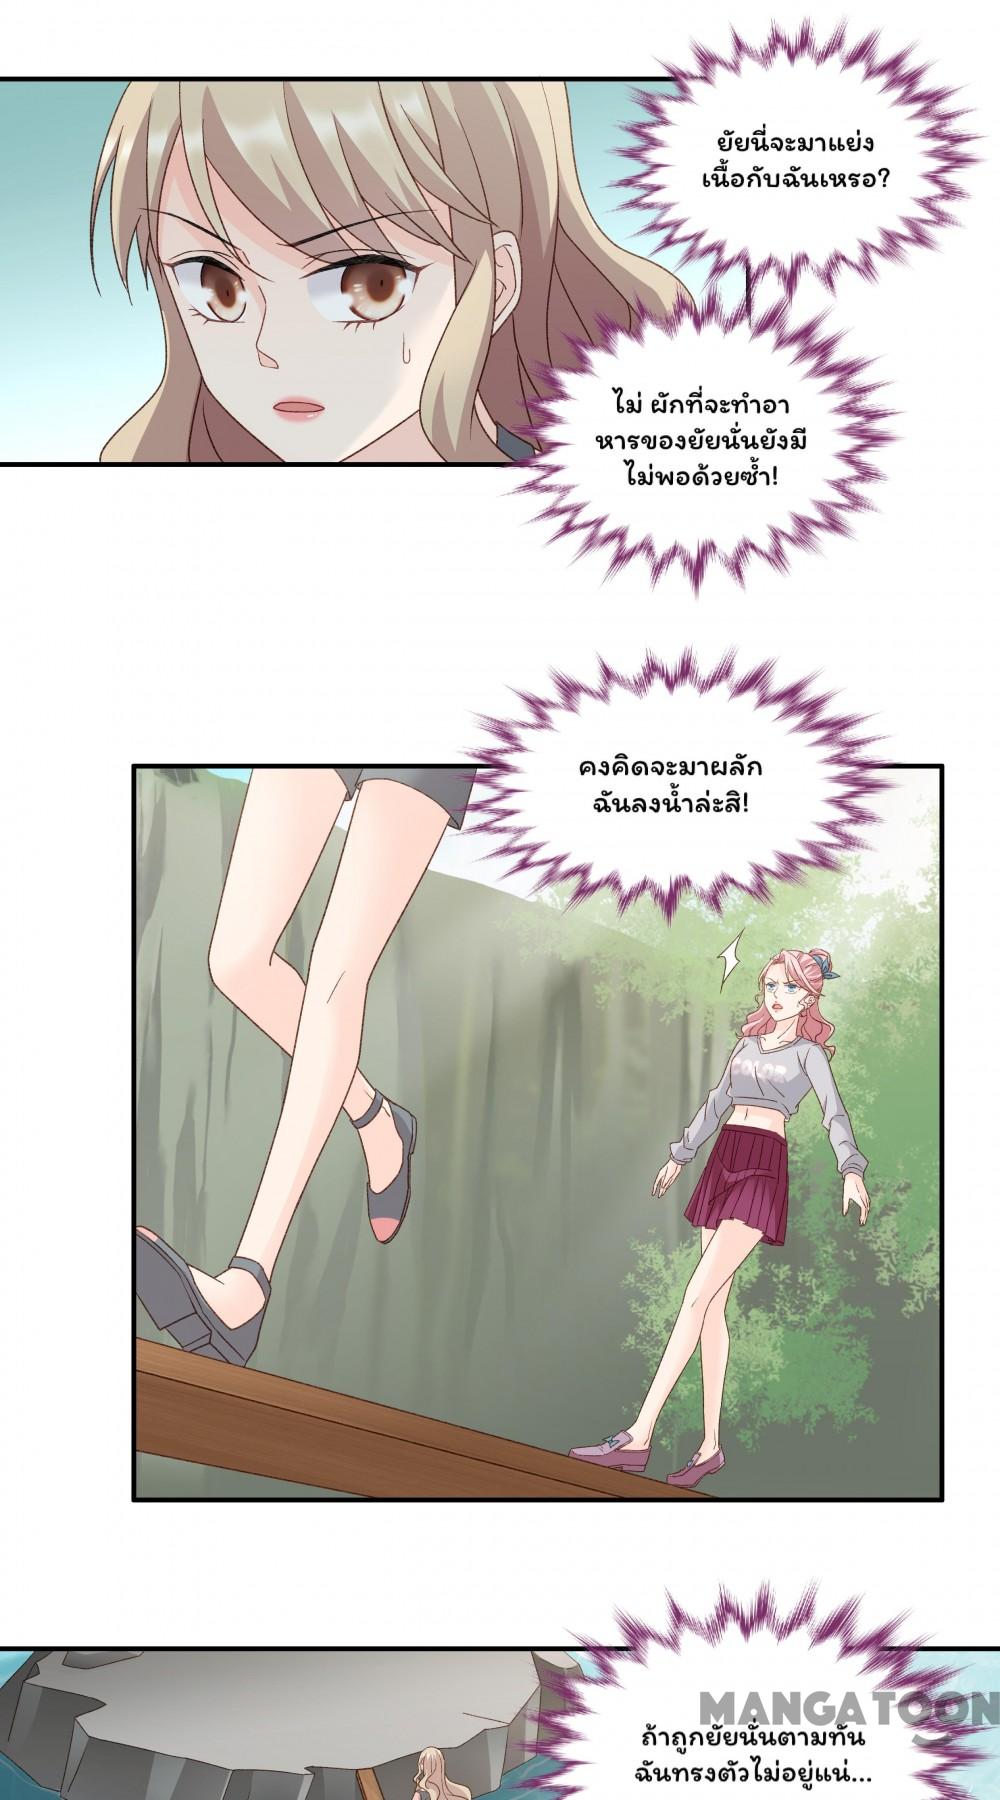 ยัยนี่จะมาแย่ง
เนื้อกับฉันเหรอ?
ไม่ ผักที่จะทำอา
หารของยัยนั่นยังมี
ไม่พอด้วยซ้ำ!
คงคิดจะมาผลัก
ฉันลงน้ำล่ะสิ!
COLOR
MANGATOON
ถ้าถูกยัยนั่นตามทัน
ฉันทรงตัวไม่อยู่แน่...